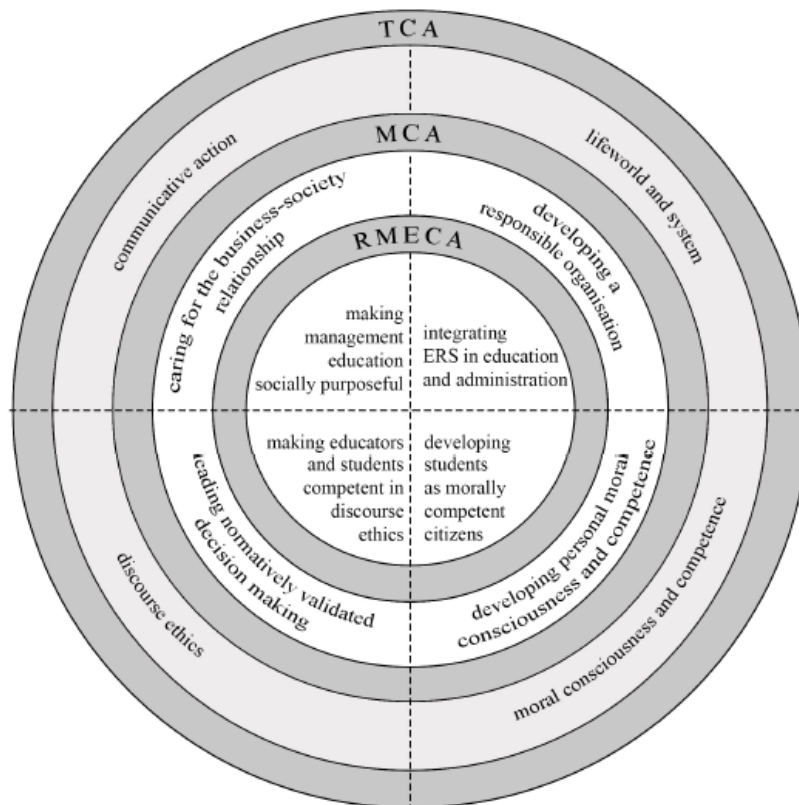 TCA
communicative action
lifeworld and system
MCA
caring for the business-society
relationship
developing a
responsible organisation
RMECA
making
management
education
socially purposeful
integrating
ERS in education
and administration
making educators
and students
competent in
discourse
ethics
developing
students
as morally
competent
citizens
leading normatively validated
decision making
developing personal moral
consciousness and competence
discourse ethics
moral consciousness and competence